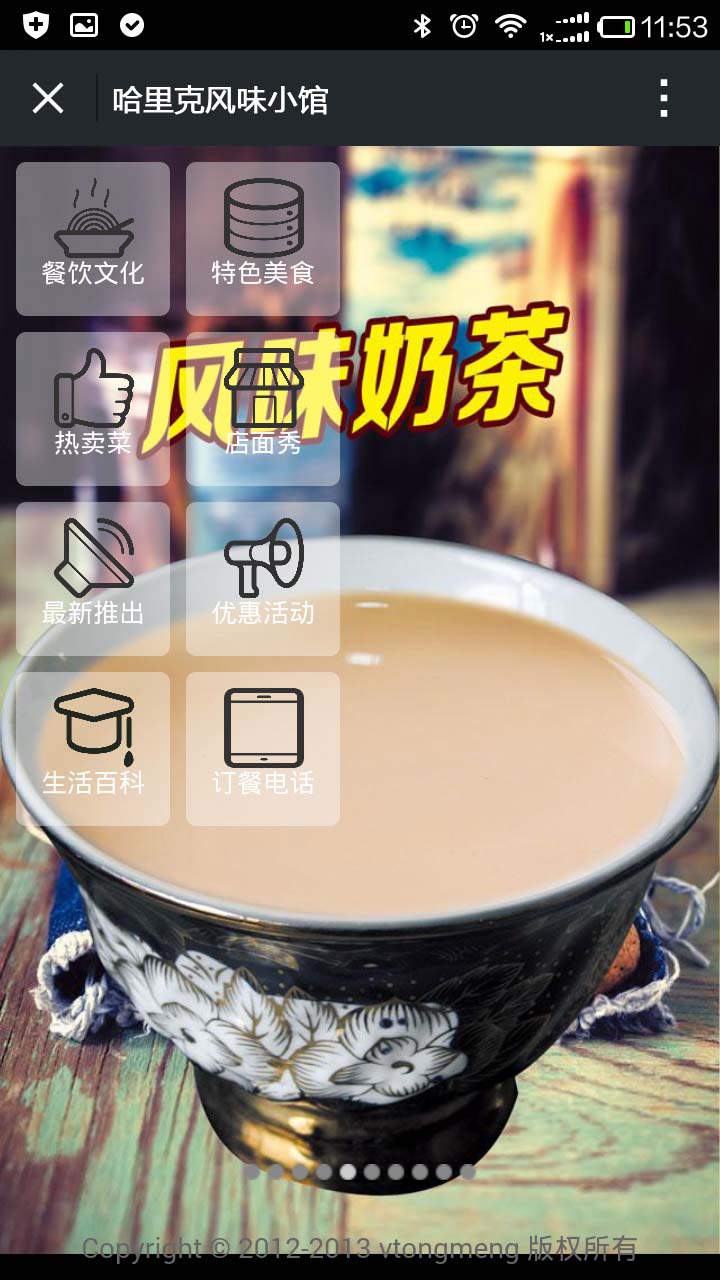 1× 11:53
哈里克风味小馆
餐饮文化 特色美食
风味奶茶
热卖菜 店面秀
最新推出 优惠活动
生活百科 订餐电话
Copyright © 2012-2013 vtongmeng 版权所有